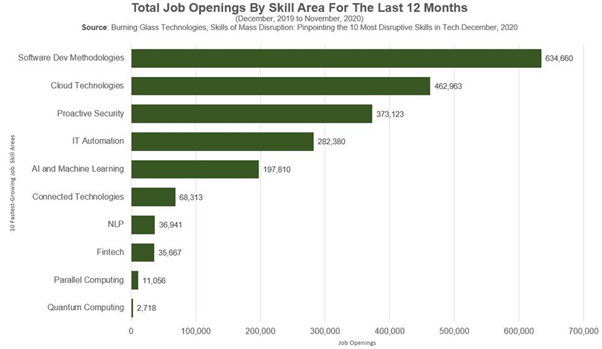 Total Job Openings By Skill Area For The Last 12 Months
(December, 2019 to November, 2020)
Source: Burning Glass Technologies, Skills of Mass Disruption: Pinpointing the 10 Most Disruptive Skills in Tech December, 2020
10 Fastest-Growing Job Skill Areas
Software Dev Methodologies 634,660
Cloud Technologies 462,963
Proactive Security 373,123
IT Automation 282,380
AI and Machine Learning 197,810
Connected Technologies 68,313
NLP 36,941
Fintech 35,667
Parallel Computing 11,056
Quantum Computing 2,718
0 100,000 200,000 300,000 400,000 500,000 600,000 700,000
Job Openings